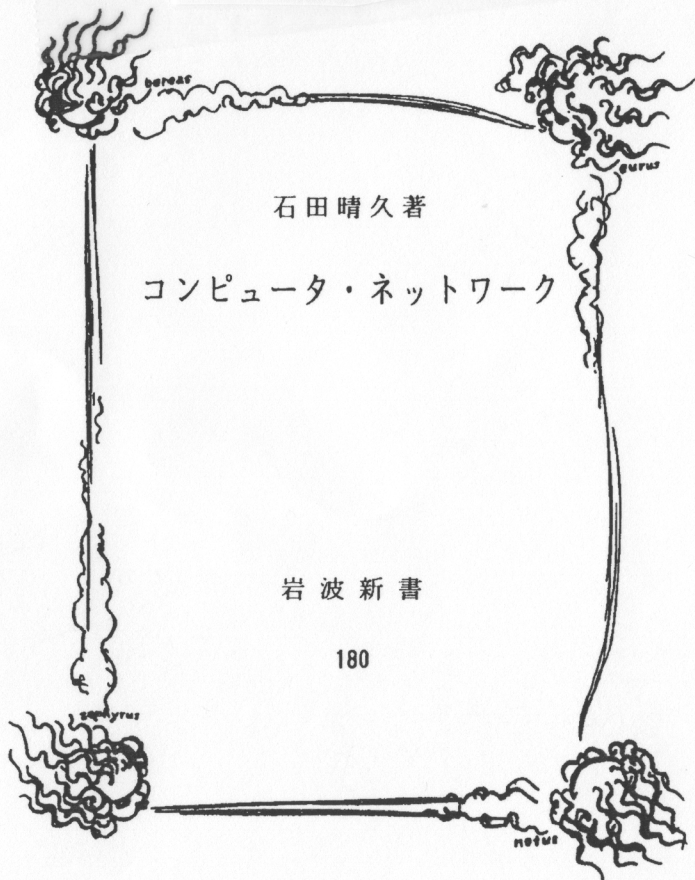 boreas
eurus
石田晴久著
コンピュータ・ネットワーク
岩波新書
180
zephyrus
notus